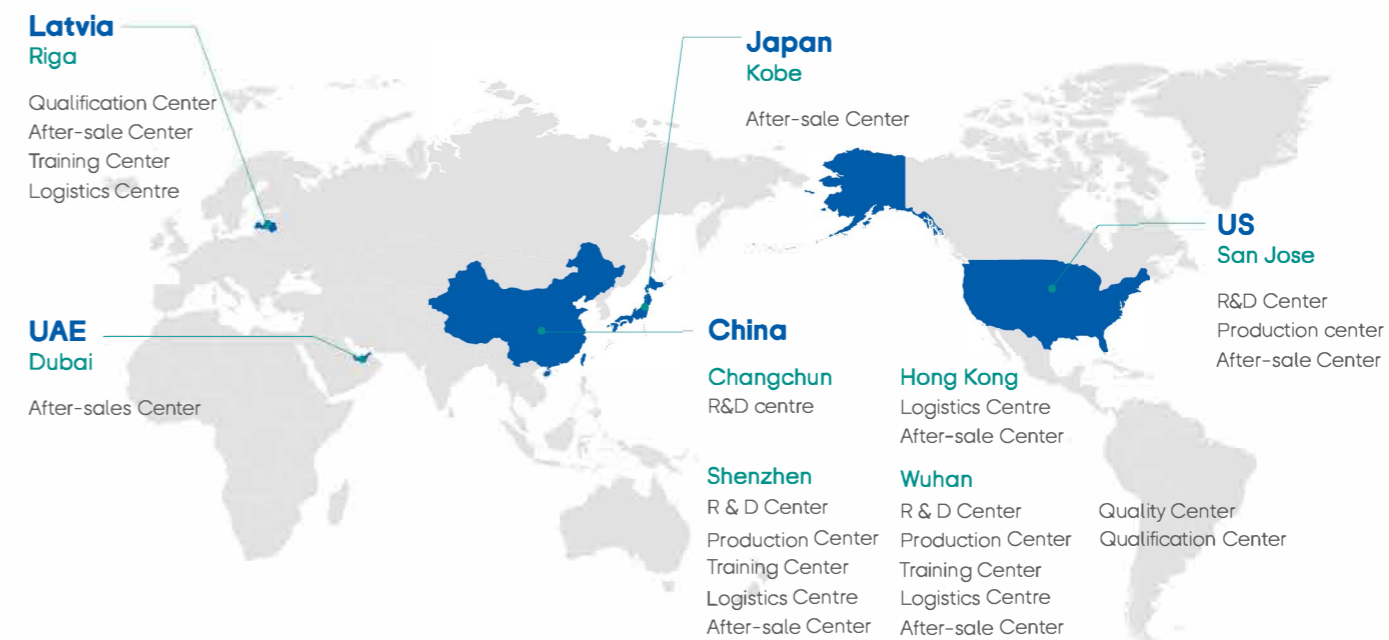 Latvia
Riga
Qualification Center
After-sale Center
Training Center
Logistics Centre
Japan
Kobe
After-sale Center
US
San Jose
R&D Center
Production center
After-sale Center
UAE
Dubai
After-sales Center
China
Changchun
R&D centre
Hong Kong
Logistics Centre
After-sale Center
Shenzhen
R & D Center
Production Center
Training Center
Logistics Centre
After-sale Center
Wuhan
R & D Center
Production Center
Training Center
Logistics Centre
After-sale Center
Quality Center
Qualification Center